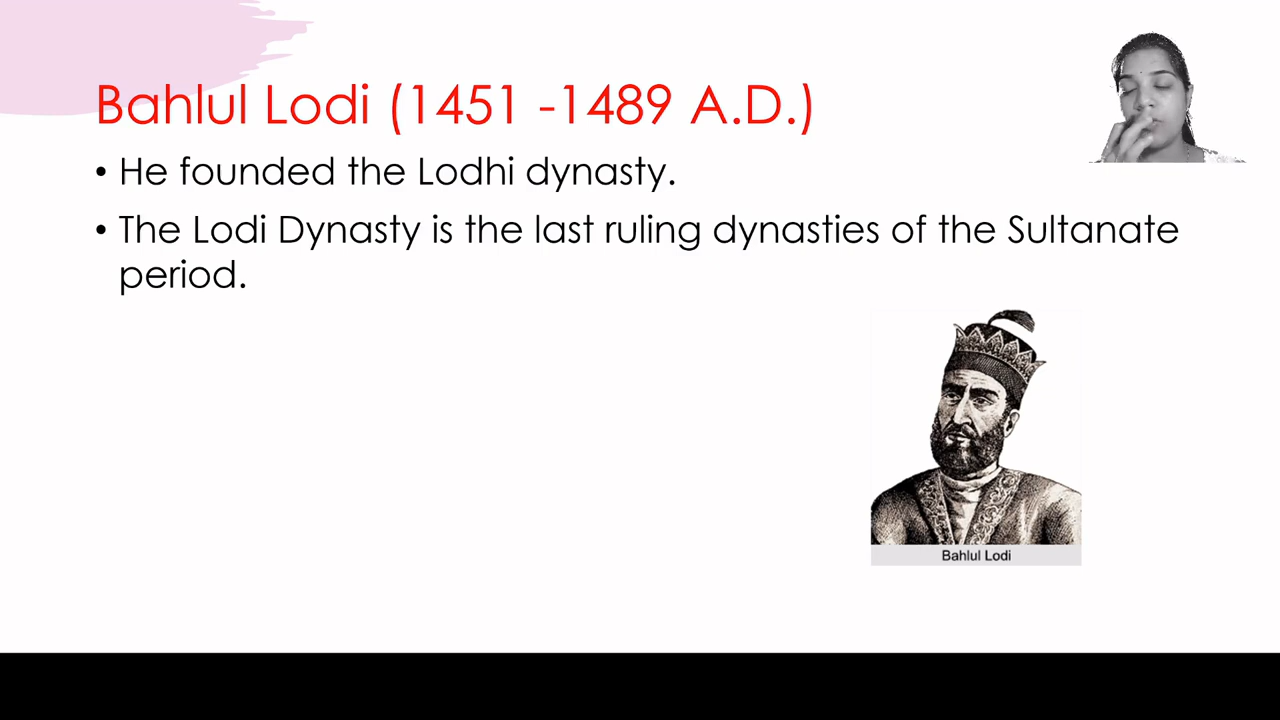 Bahlul Lodi (1451 -1489 A.D.)
• He founded the Lodhi dynasty.
• The Lodi Dynasty is the last ruling dynasties of the Sultanate
period.
Bahlul Lodi